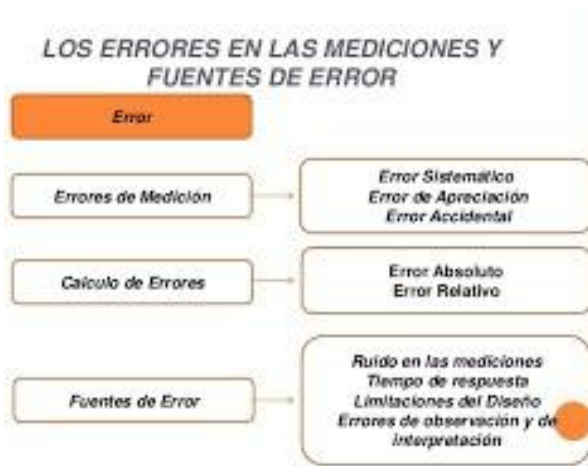 LOS ERRORES EN LAS MEDICIONES Y
FUENTES DE ERROR
Error
Errores de Medición
Error Sistemático
Error de Apreciación
Error Accidental
Calculo de Errores
Error Absoluto
Error Relativo
Fuentes de Error
Ruido en las mediciones
Tiempo de respuesta
Limitaciones del Diseño
Errores de observación y de
interpretación